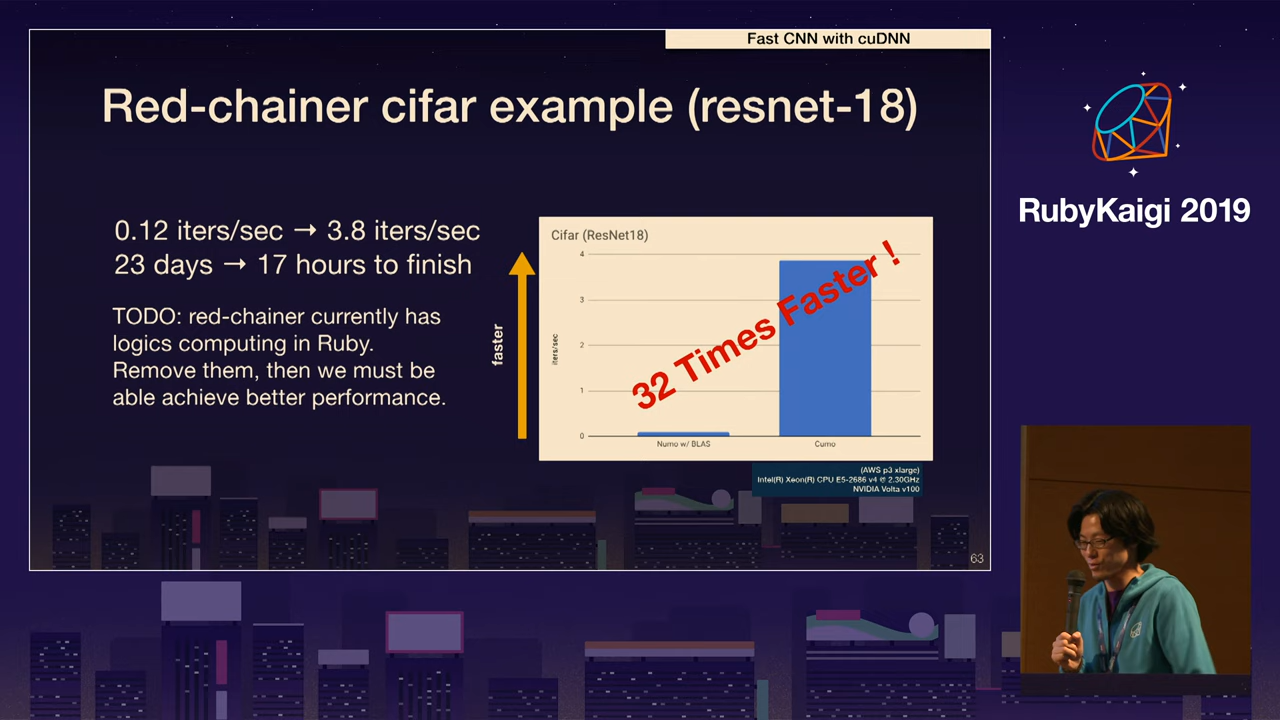 Fast CNN with cuDNN
Red-chainer cifar example (resnet-18)
0.12 iters/sec → 3.8 iters/sec
23 days → 17 hours to finish
TODO: red-chainer currently has
logics computing in Ruby.
Remove them, then we must be
able achieve better performance.
faster
Cifar (ResNet18)
iters/sec
4
3
2
1
0
32 Times Faster !
Numo w/ BLAS
Cumo
(AWS p3 xlarge)
Intel(R) Xeon(R) CPU E5-2686 v4 @ 2.30GHz
NVIDIA Volta v100
63
RubyKaigi 2019